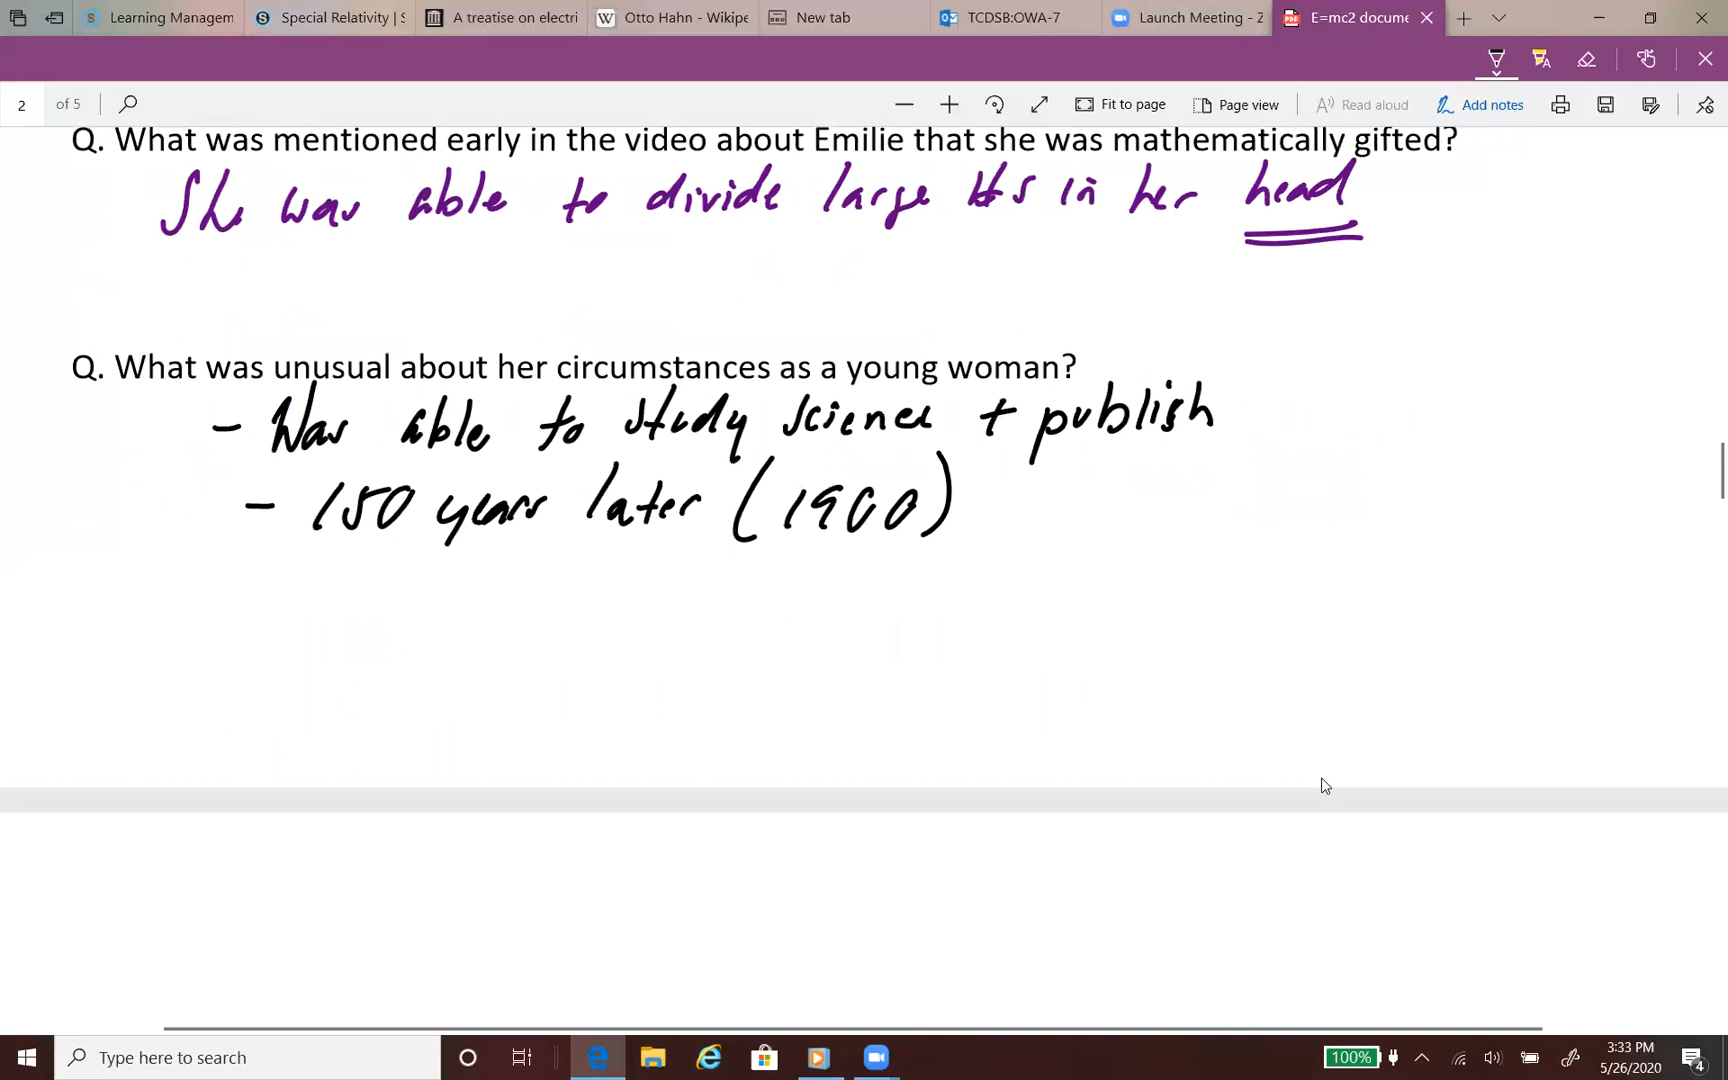 Learning Managem
Special Relativity | S
A treatise on electri
W Otto Hahn - Wikipe
New tab
TCDSB:OWA-7
Launch Meeting - Z
E=mc2 docume
2 of 5
Fit to page
Page view
Read aloud
Add notes
Q. What was mentioned early in the video about Emilie that she was mathematically gifted?
She was able to divide large #s in her head
Q. What was unusual about her circumstances as a young woman?
- Was able to study science + publish
- 150 years later (1900)
Type here to search
100%
3:33 PM
5/26/2020
4